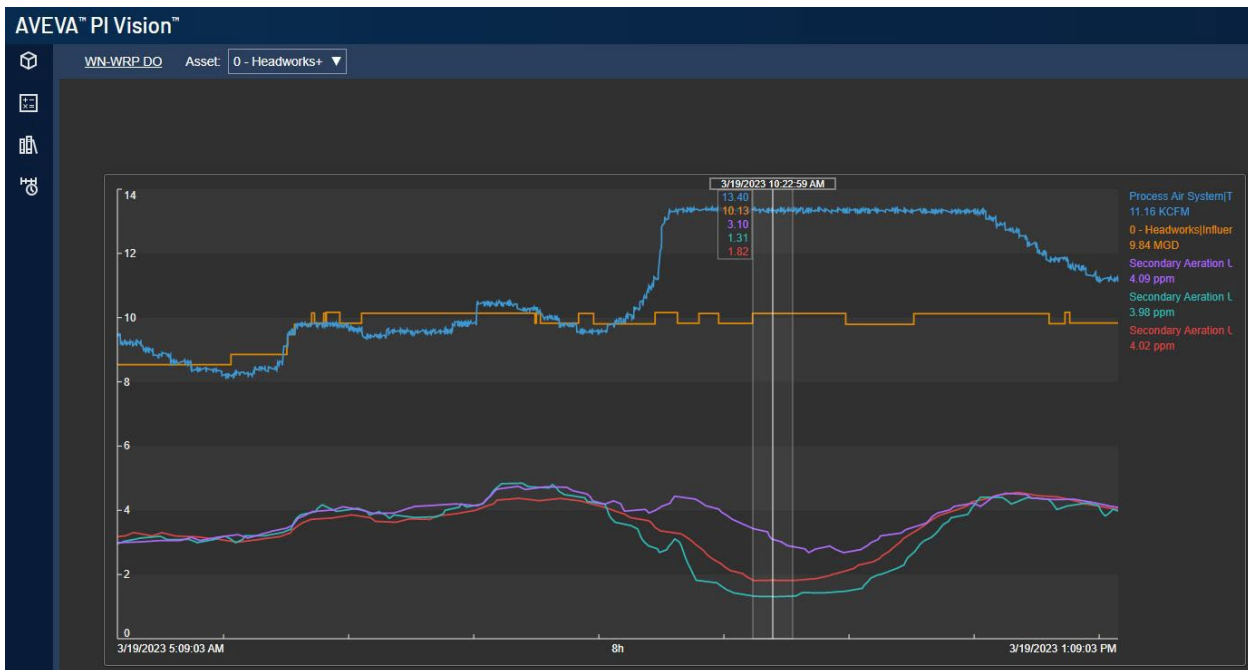 AVEVA™ PI Vision™
WN-WRP DO Asset: 0 - Headworks+ ▼
3/19/2023 10:22:59 AM
13.40
10.13
3.10
1.31
1.82
14
12
10
8
6
4
2
0
3/19/2023 5:09:03 AM 8h 3/19/2023 1:09:03 PM
Process Air System|T
11.16 KCFM
0 - Headworks|Influer
9.84 MGD
Secondary Aeration U
4.09 ppm
Secondary Aeration U
3.98 ppm
Secondary Aeration U
4.02 ppm